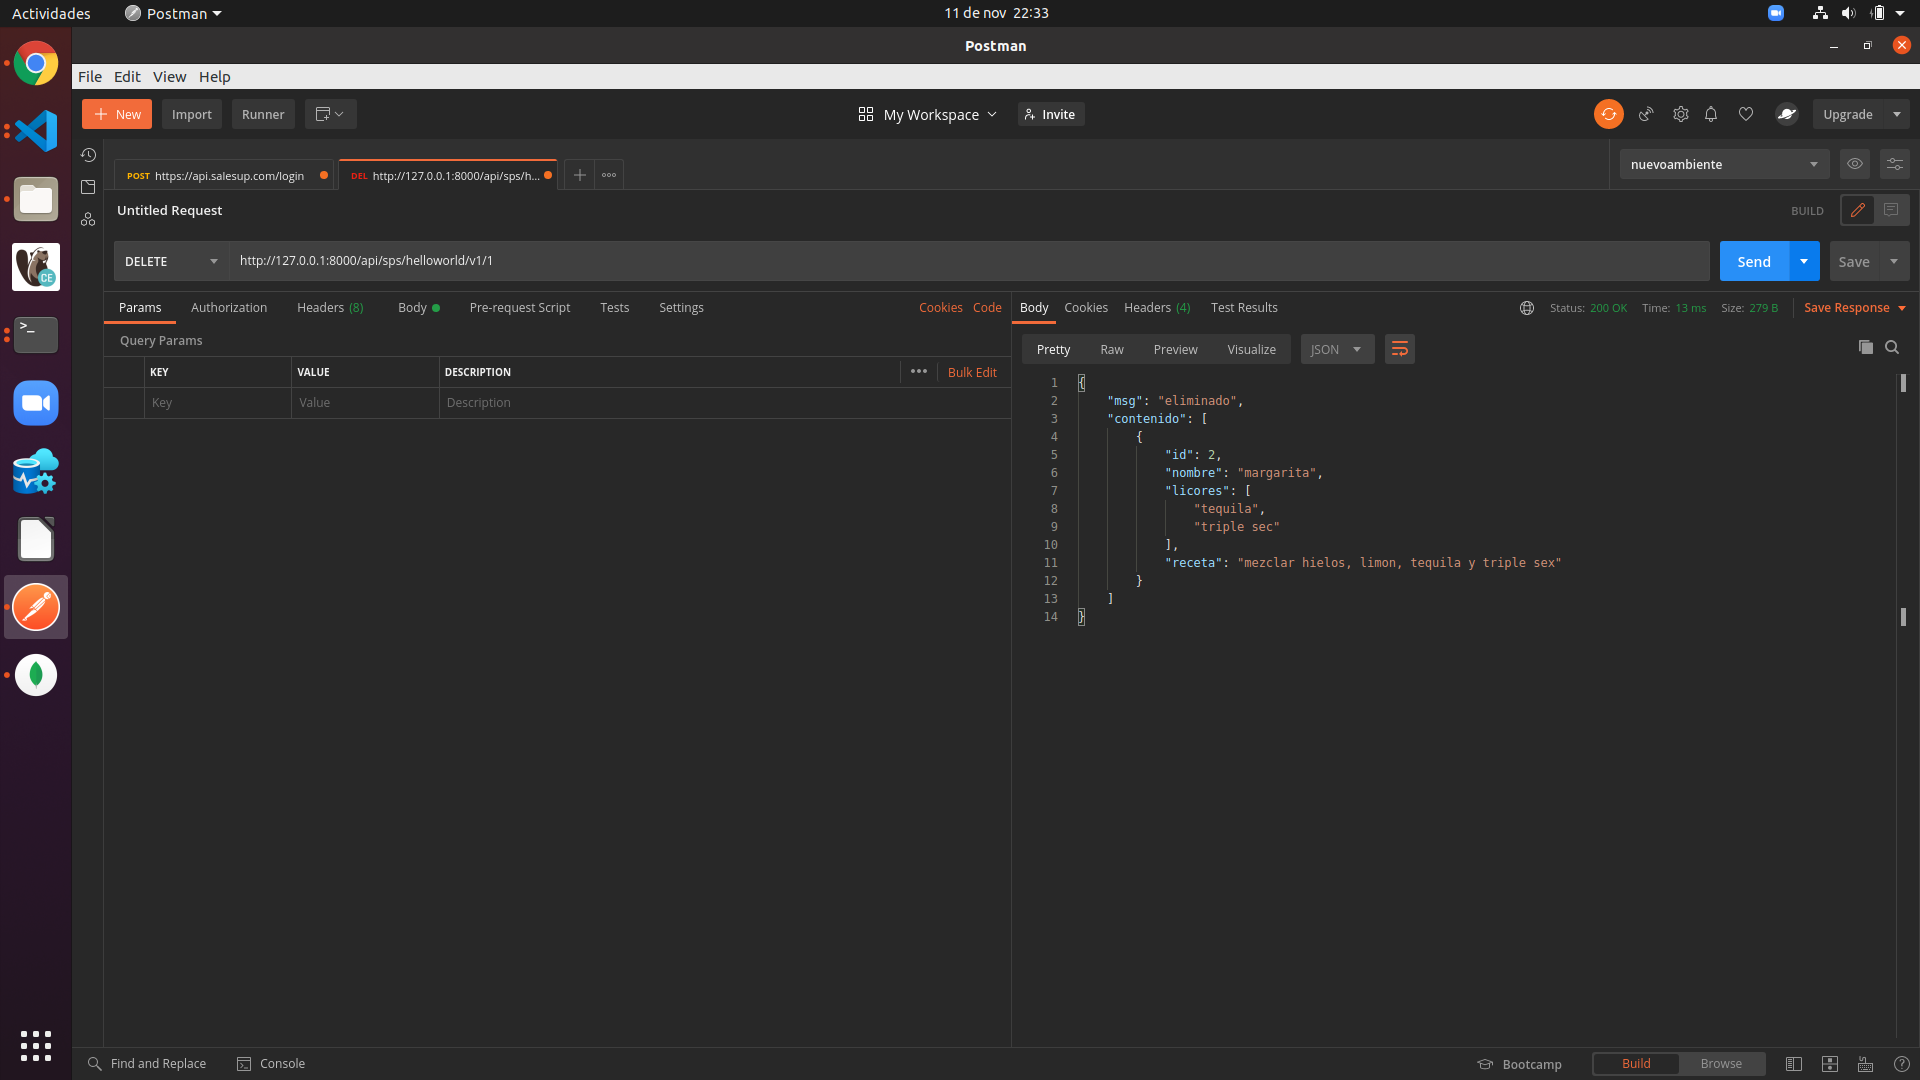 Actividades Postman 11 de nov 22:33
Postman
File Edit View Help
New Import Runner My Workspace Invite Upgrade
POST https://api.salesup.com/login DEL http://127.0.0.1:8000/api/sps/h... nuevoambiente
Untitled Request BUILD
DELETE http://127.0.0.1:8000/api/sps/helloworld/v1/1 Send Save
Params Authorization Headers (8) Body Pre-request Script Tests Settings Cookies Code
Query Params
KEY VALUE DESCRIPTION ••• Bulk Edit
Key Value Description
Body Cookies Headers (4) Test Results Status: 200 OK Time: 13 ms Size: 279 B Save Response
Pretty Raw Preview Visualize JSON
1 {
2 "msg": "eliminado",
3 "contenido": [
4 {
5 "id": 2,
6 "nombre": "margarita",
7 "licores": [
8 "tequila",
9 "triple sec"
10 ],
11 "receta": "mezclar hielos, limon, tequila y triple sex"
12 }
13 ]
14 }
CE
>_
Find and Replace Console Bootcamp Build Browse